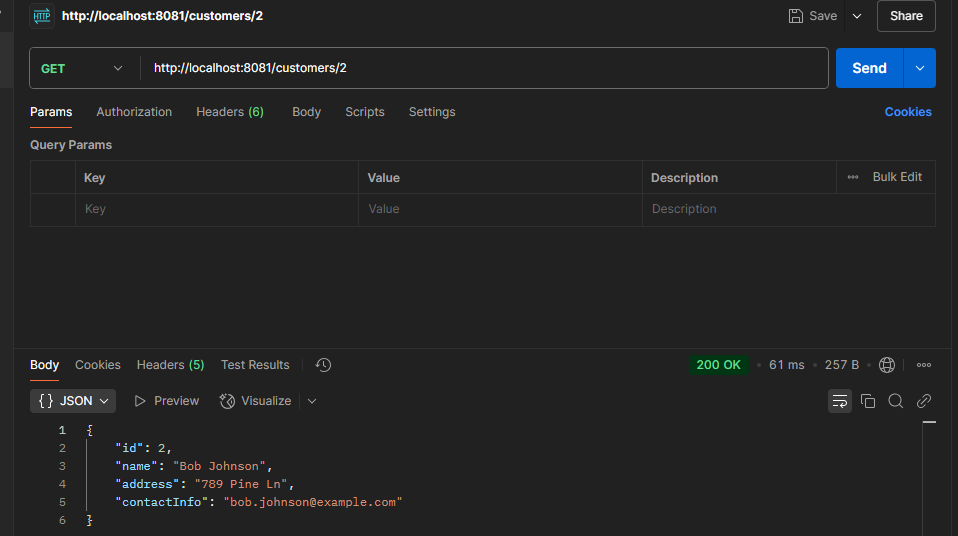 HTTP http://localhost:8081/customers/2 Save Share
GET http://localhost:8081/customers/2 Send
Params Authorization Headers (6) Body Scripts Settings Cookies
Query Params
Key Value Description Bulk Edit
Key Value Description
Body Cookies Headers (5) Test Results 200 OK • 61 ms • 257 B •
{} JSON Preview Visualize
1 {
2 "id": 2,
3 "name": "Bob Johnson",
4 "address": "789 Pine Ln",
5 "contactInfo": "bob.johnson@example.com"
6 }